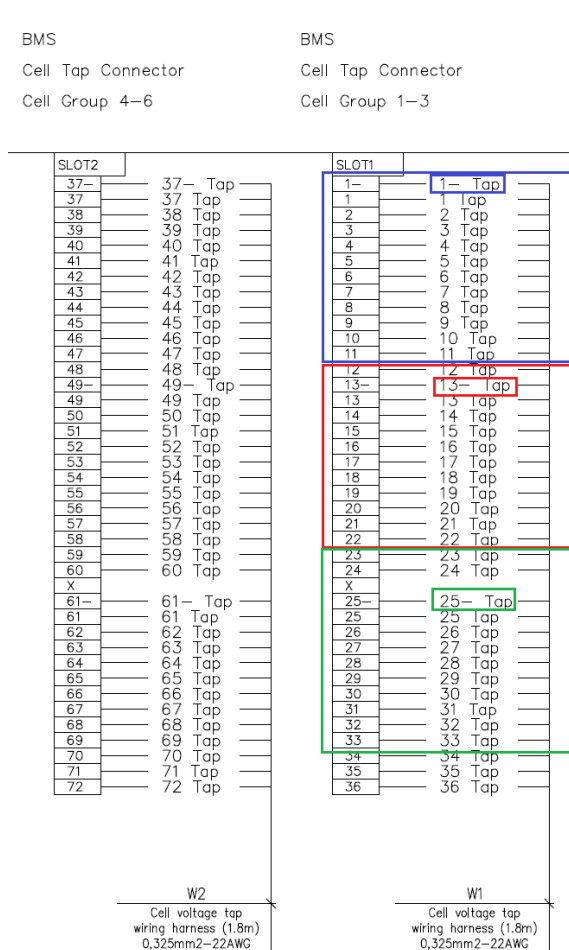 BMS
Cell Tap Connector
Cell Group 4-6
SLOT2
37- 37- Tap
37 37 Tap
38 38 Tap
39 39 Tap
40 40 Tap
41 41 Tap
42 42 Tap
43 43 Tap
44 44 Tap
45 45 Tap
46 46 Tap
47 47 Tap
48 48 Tap
49- 49- Tap
49 49 Tap
50 50 Tap
51 51 Tap
52 52 Tap
53 53 Tap
54 54 Tap
55 55 Tap
56 56 Tap
57 57 Tap
58 58 Tap
59 59 Tap
60 60 Tap
X
61- 61- Tap
61 61 Tap
62 62 Tap
63 63 Tap
64 64 Tap
65 65 Tap
66 66 Tap
67 67 Tap
68 68 Tap
69 69 Tap
70 70 Tap
71 71 Tap
72 72 Tap
W2
Cell voltage tap
wiring harness (1.8m)
0,325mm2-22AWG
BMS
Cell Tap Connector
Cell Group 1-3
SLOT1
1- 1- Tap
1 1 Tap
2 2 Tap
3 3 Tap
4 4 Tap
5 5 Tap
6 6 Tap
7 7 Tap
8 8 Tap
9 9 Tap
10 10 Tap
11 11 Tap
12 12 Tap
13- 13- Tap
13 13 Tap
14 14 Tap
15 15 Tap
16 16 Tap
17 17 Tap
18 18 Tap
19 19 Tap
20 20 Tap
21 21 Tap
22 22 Tap
23 23 Tap
24 24 Tap
X
25- 25- Tap
25 25 Tap
26 26 Tap
27 27 Tap
28 28 Tap
29 29 Tap
30 30 Tap
31 31 Tap
32 32 Tap
33 33 Tap
34 34 Tap
35 35 Tap
36 36 Tap
W1
Cell voltage tap
wiring harness (1.8m)
0,325mm2-22AWG